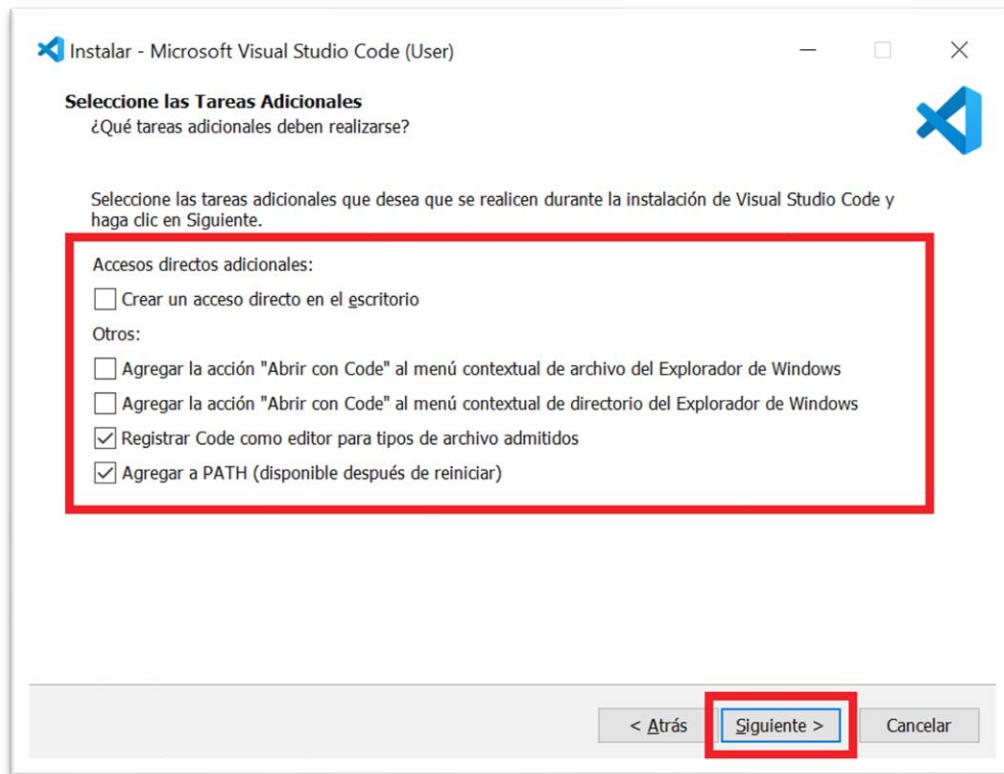 Instalar - Microsoft Visual Studio Code (User)
Seleccione las Tareas Adicionales
¿Qué tareas adicionales deben realizarse?
Seleccione las tareas adicionales que desea que se realicen durante la instalación de Visual Studio Code y
haga clic en Siguiente.
Accesos directos adicionales:
Crear un acceso directo en el escritorio
Otros:
Agregar la acción "Abrir con Code" al menú contextual de archivo del Explorador de Windows
Agregar la acción "Abrir con Code" al menú contextual de directorio del Explorador de Windows
Registrar Code como editor para tipos de archivo admitidos
Agregar a PATH (disponible después de reiniciar)
< Atrás Siguiente > Cancelar